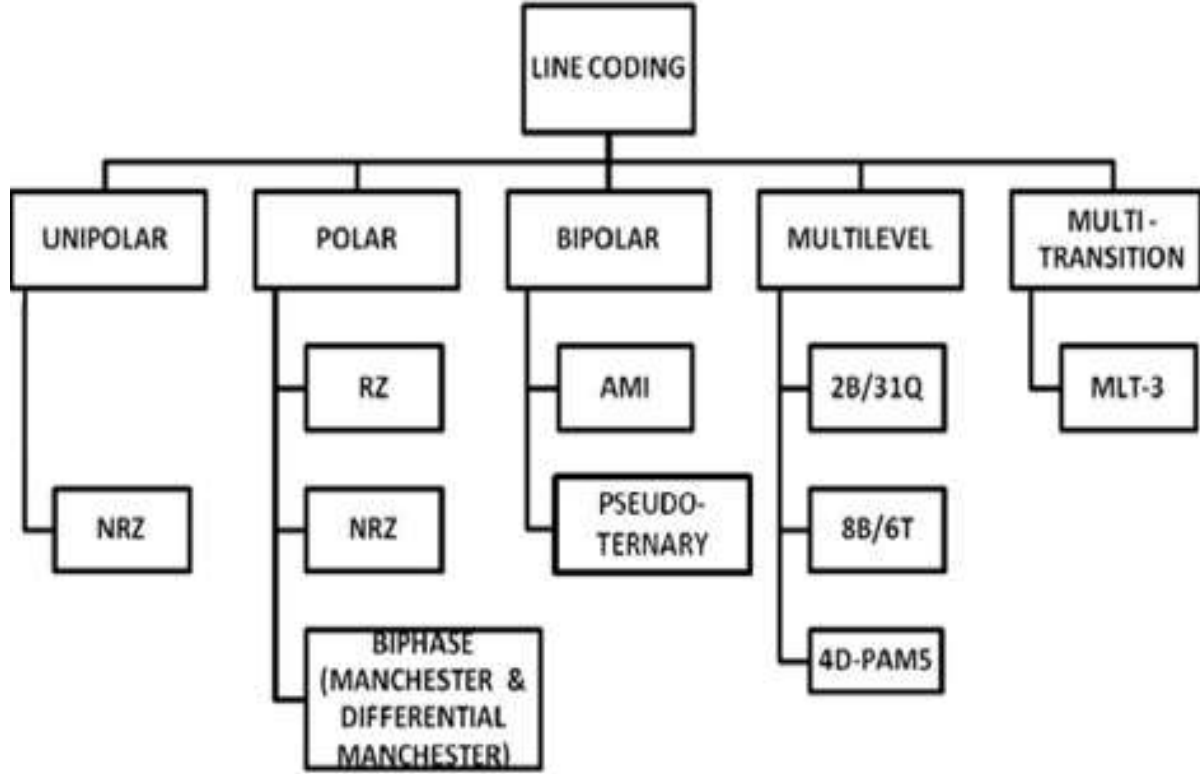 LINE CODING
UNIPOLAR
POLAR
BIPOLAR
MULTILEVEL
MULTI -
TRANSITION
RZ
AMI
2B/31Q
MLT-3
NRZ
NRZ
PSEUDO-
TERNARY
8B/6T
BIPHASE
(MANCHESTER &
DIFFERENTIAL
MANCHESTER)
4D-PAM5